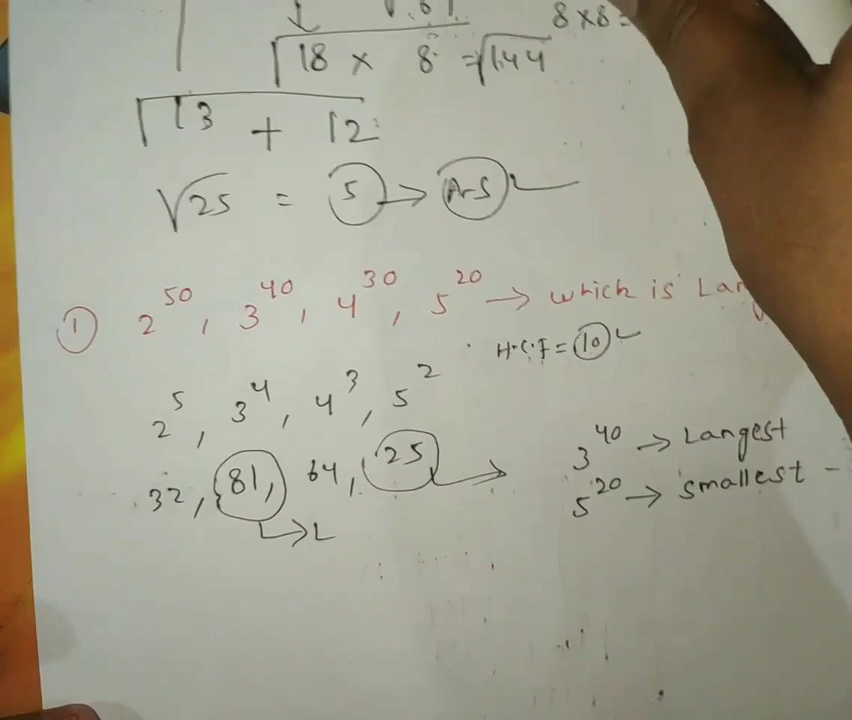 8×8=
√18 × 8 = √144
√13 + 12
√25 = 5 → Ans
① 2^50, 3^40, 4^30, 5^20 → which is Lar
H.C.F = 10
2^5, 3^4, 4^3, 5^2
32, 81, 64, 25
→ L
3^40 → Largest
5^20 → smallest -